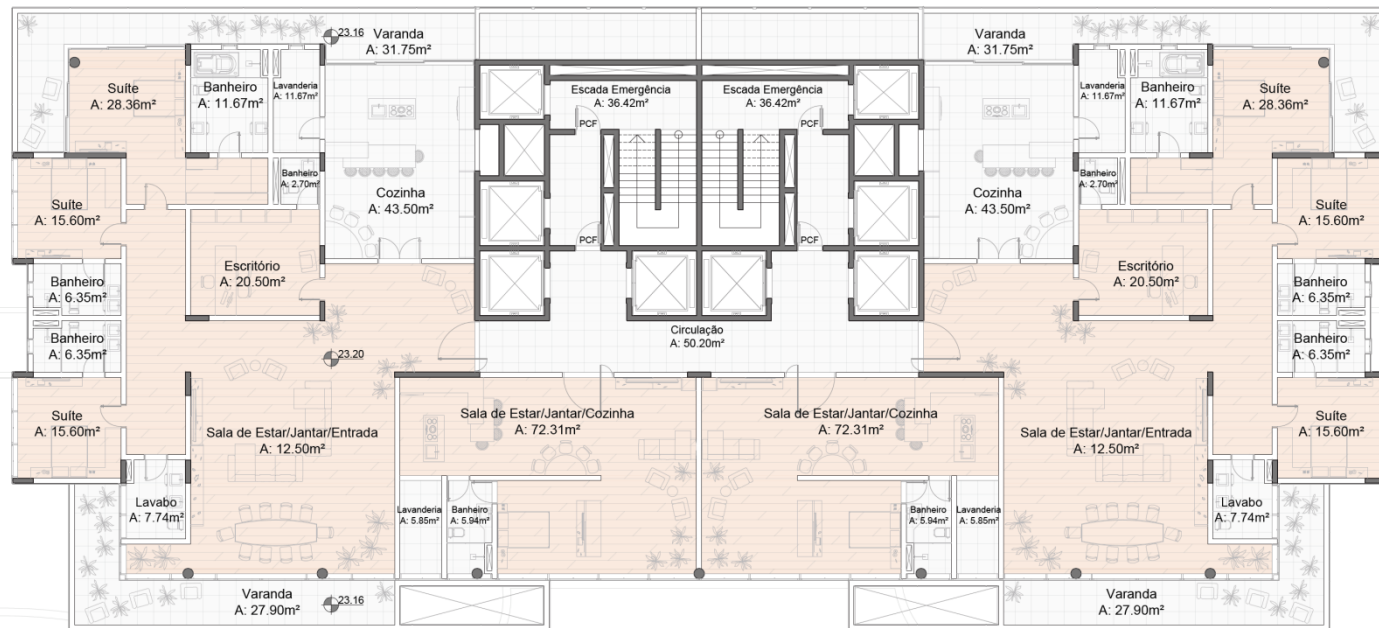 23.16
Varanda
A: 31.75m²
Varanda
A: 31.75m²
Suíte
A: 28.36m²
Banheiro
A: 11.67m²
Lavanderia
A: 11.67m²
Escada Emergência
A: 36.42m²
Escada Emergência
A: 36.42m²
Lavanderia
A: 11.67m²
Banheiro
A: 11.67m²
Suíte
A: 28.36m²
PCF
PCF
Banheiro
A: 2.70m²
Cozinha
A: 43.50m²
Cozinha
A: 43.50m²
Banheiro
A: 2.70m²
Suíte
A: 15.60m²
Suíte
A: 15.60m²
PCF
PCF
Escritório
A: 20.50m²
Escritório
A: 20.50m²
Banheiro
A: 6.35m²
Banheiro
A: 6.35m²
Circulação
A: 50.20m²
Banheiro
A: 6.35m²
23.20
Banheiro
A: 6.35m²
Suíte
A: 15.60m²
Sala de Estar/Jantar/Entrada
A: 12.50m²
Sala de Estar/Jantar/Cozinha
A: 72.31m²
Sala de Estar/Jantar/Cozinha
A: 72.31m²
Sala de Estar/Jantar/Entrada
A: 12.50m²
Suíte
A: 15.60m²
Lavabo
A: 7.74m²
Lavanderia
A: 5.85m²
Banheiro
A: 5.94m²
Banheiro
A: 5.94m²
Lavanderia
A: 5.85m²
Lavabo
A: 7.74m²
Varanda
A: 27.90m²
23.16
Varanda
A: 27.90m²